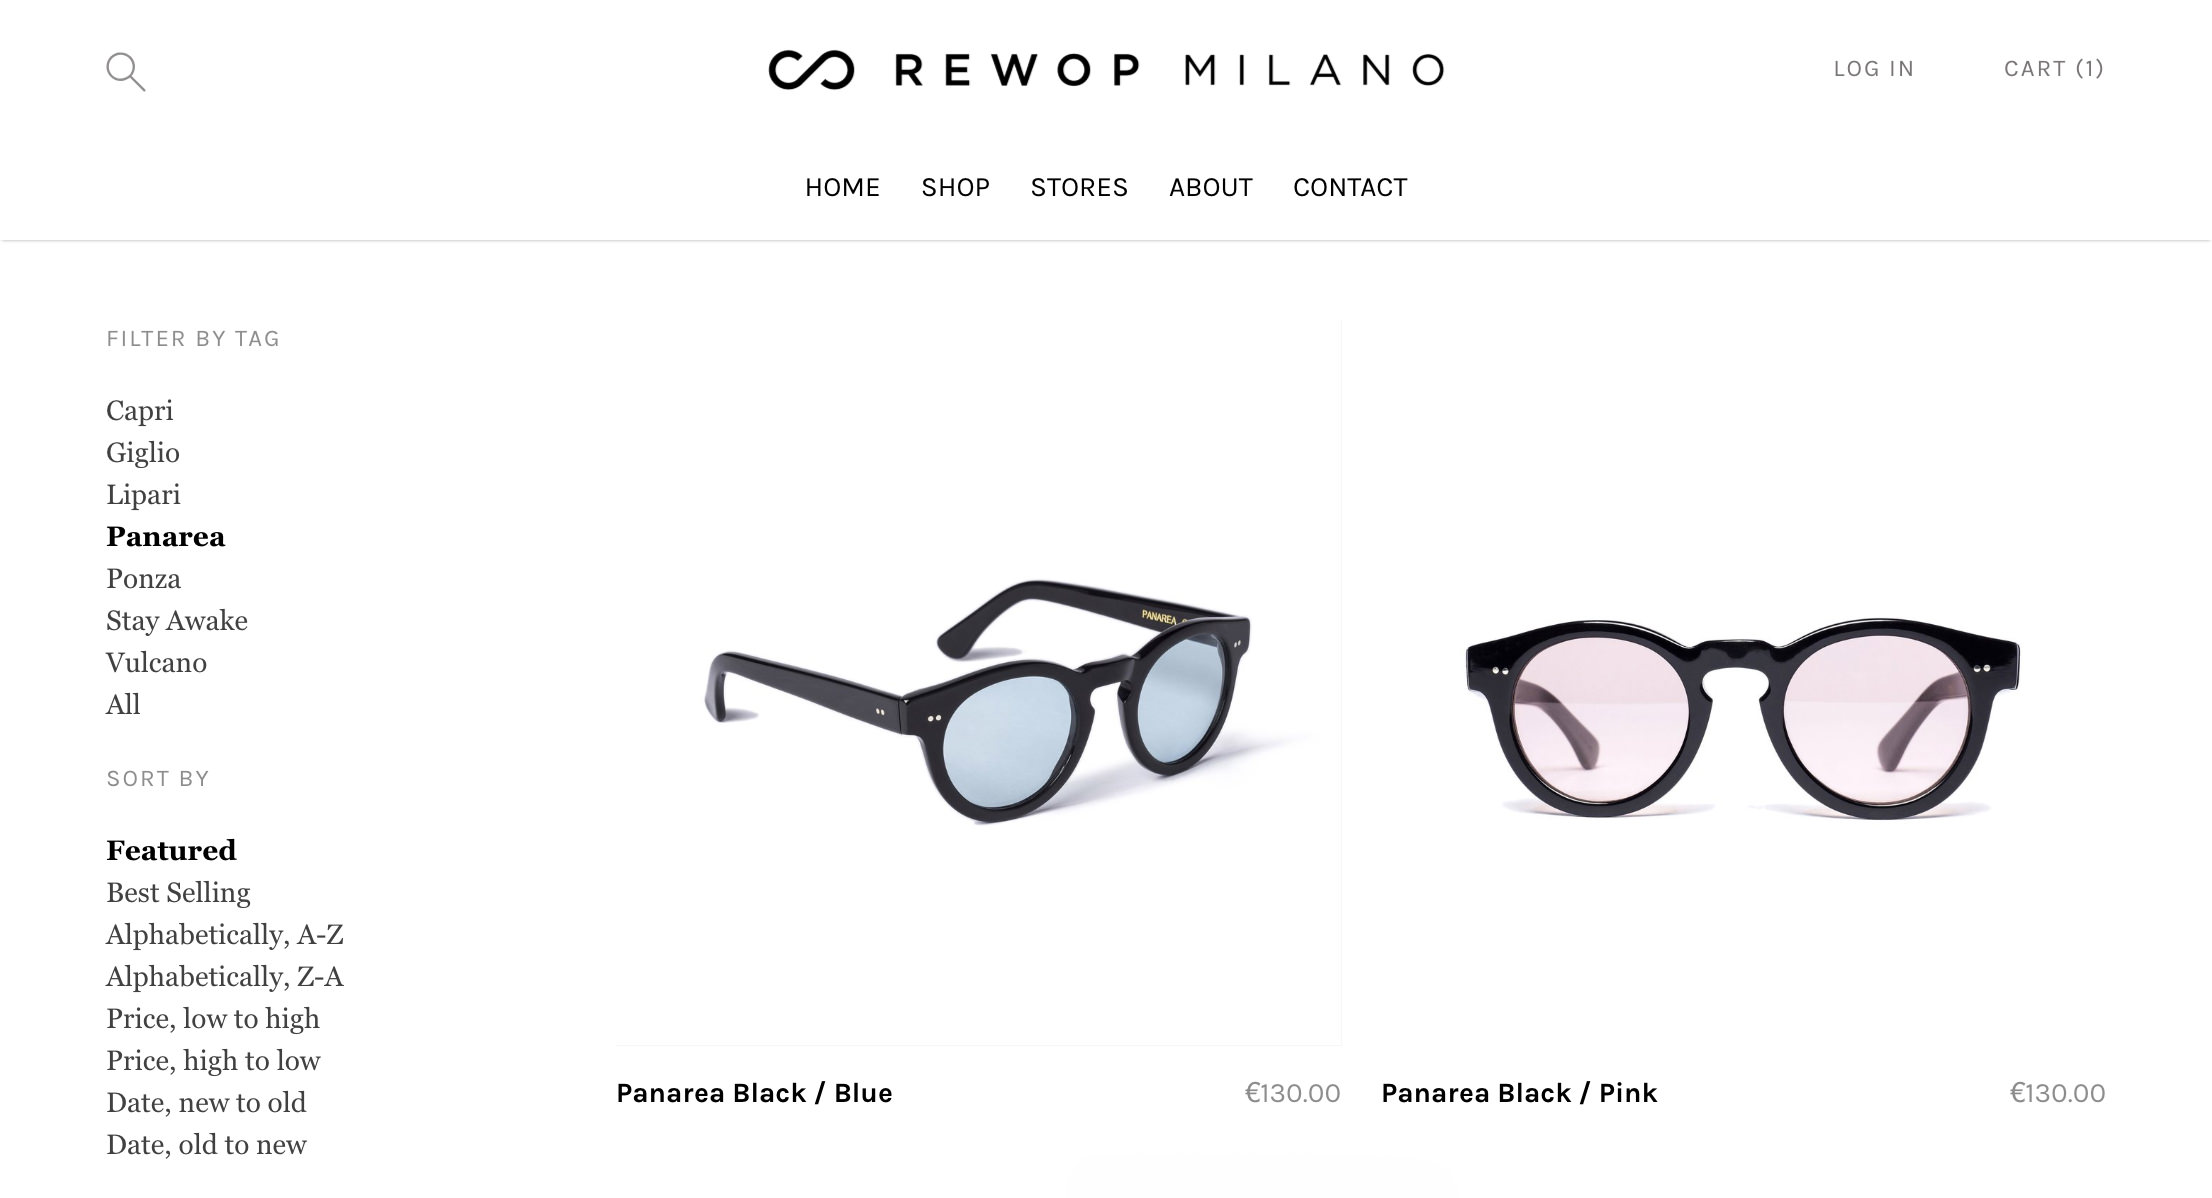 REWOP MILANO
LOG IN
CART (1)
HOME SHOP STORES ABOUT CONTACT
FILTER BY TAG
Capri
Giglio
Lipari
Panarea
Ponza
Stay Awake
Vulcano
All
SORT BY
Featured
Best Selling
Alphabetically, A-Z
Alphabetically, Z-A
Price, low to high
Price, high to low
Date, new to old
Date, old to new
PANAREA
Panarea Black / Blue €130.00
Panarea Black / Pink €130.00